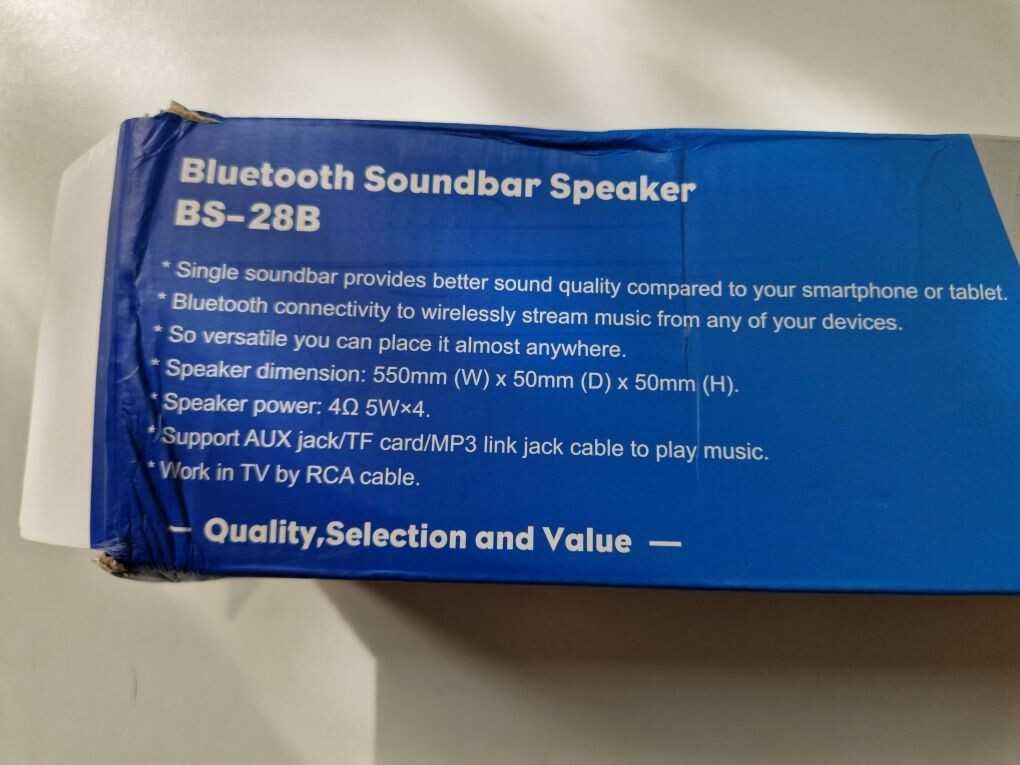 Bluetooth Soundbar Speaker
BS-28B
* Single soundbar provides better sound quality compared to your smartphone or tablet.
* Bluetooth connectivity to wirelessly stream music from any of your devices.
* So versatile you can place it almost anywhere.
* Speaker dimension: 550mm (W) x 50mm (D) x 50mm (H).
* Speaker power: 4Ω 5W×4.
* Support AUX jack/TF card/MP3 link jack cable to play music.
* Work in TV by RCA cable.
— Quality,Selection and Value —